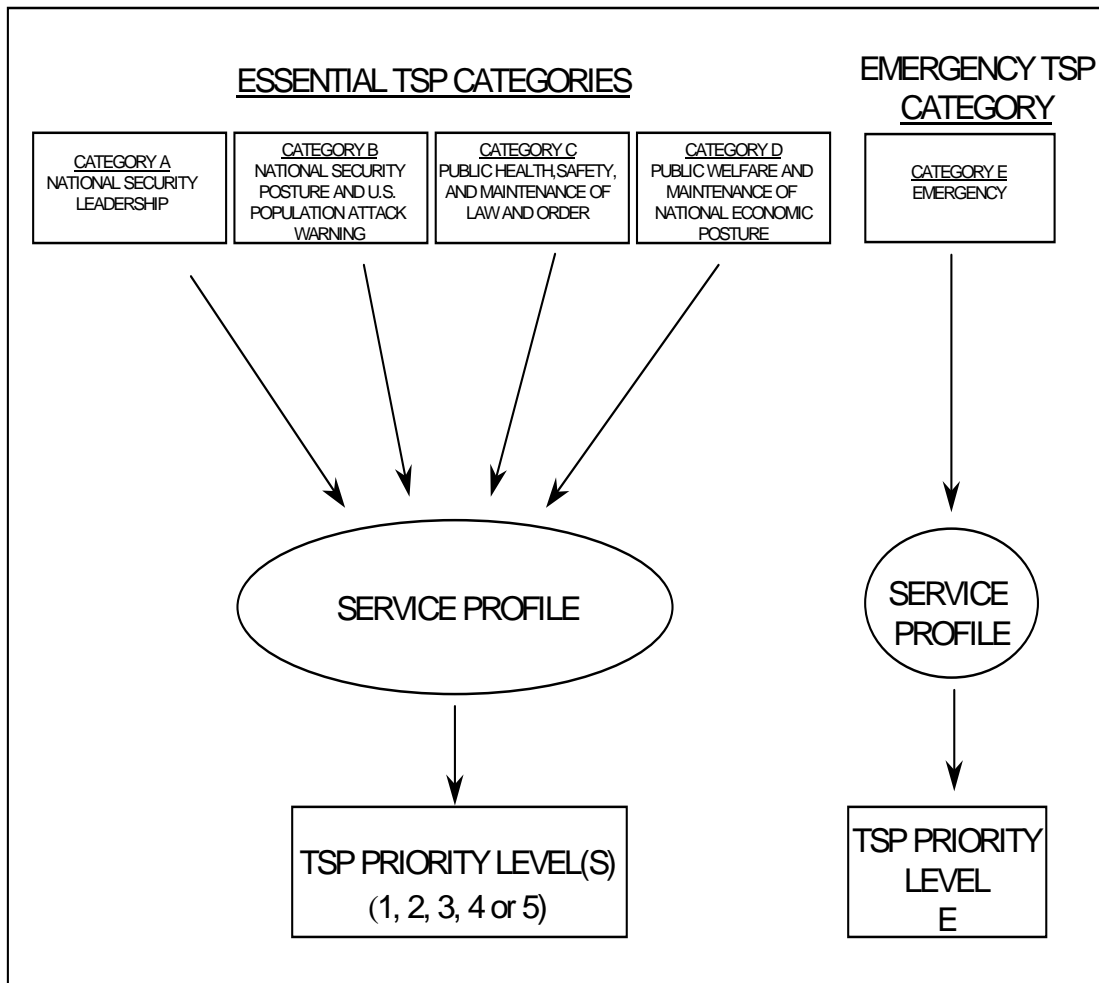 ESSENTIAL TSP CATEGORIES
EMERGENCY TSP
CATEGORY
CATEGORY A
NATIONAL SECURITY
LEADERSHIP
CATEGORY B
NATIONAL SECURITY
POSTURE AND U.S.
POPULATION ATTACK
WARNING
CATEGORY C
PUBLIC HEALTH,SAFETY,
AND MAINTENANCE OF
LAW AND ORDER
CATEGORY D
PUBLIC WELFARE AND
MAINTENANCE OF
NATIONAL ECONOMIC
POSTURE
CATEGORY E
EMERGENCY
SERVICE PROFILE
SERVICE
PROFILE
TSP PRIORITY LEVEL(S)
(1, 2, 3, 4 or 5)
TSP PRIORITY
LEVEL
E